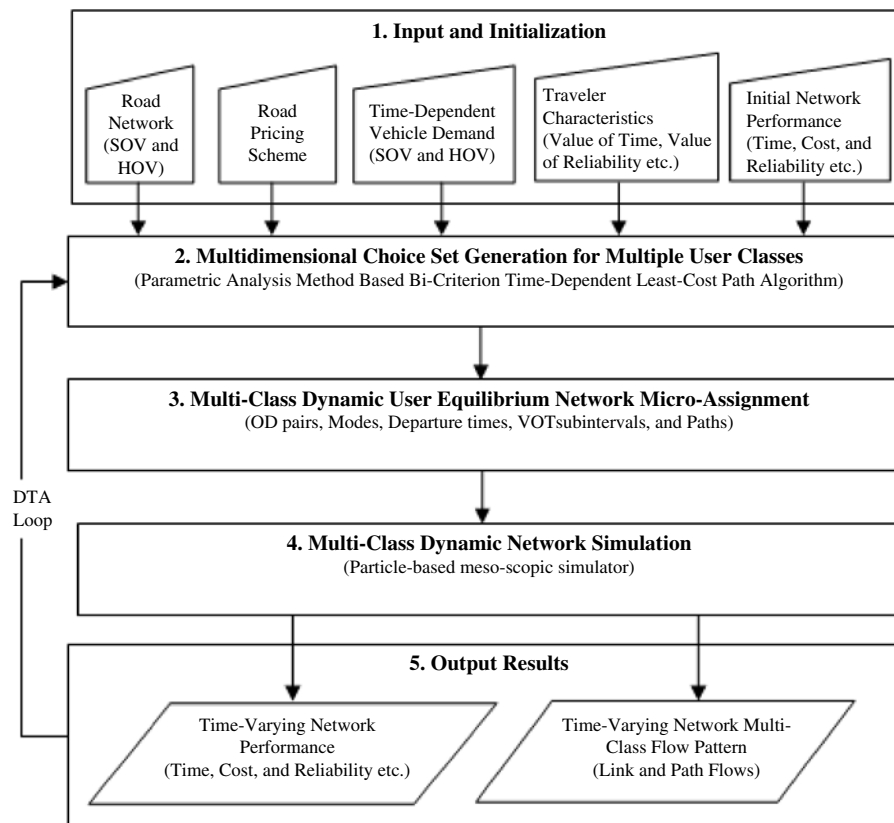 1. Input and Initialization
Road
Network
(SOV and
HOV)
Road
Pricing
Scheme
Time-Dependent
Vehicle Demand
(SOV and HOV)
Traveler
Characteristics
(Value of Time, Value
of Reliability etc.)
Initial Network
Performance
(Time, Cost, and
Reliability etc.)
2. Multidimensional Choice Set Generation for Multiple User Classes
(Parametric Analysis Method Based Bi-Criterion Time-Dependent Least-Cost Path Algorithm)
3. Multi-Class Dynamic User Equilibrium Network Micro-Assignment
(OD pairs, Modes, Departure times, VOTsubintervals, and Paths)
DTA
Loop
4. Multi-Class Dynamic Network Simulation
(Particle-based meso-scopic simulator)
5. Output Results
Time-Varying Network
Performance
(Time, Cost, and Reliability etc.)
Time-Varying Network Multi-
Class Flow Pattern
(Link and Path Flows)